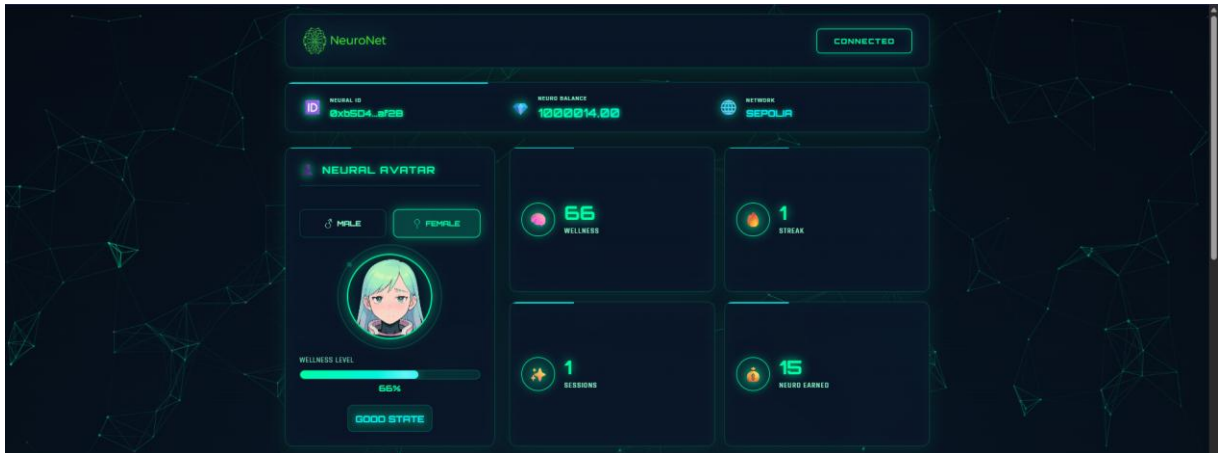 NeuroNet
CONNECTED
ID
NEURAL ID
0xb5D4...af2B
NEURO BALANCE
1000014.00
NETWORK
SEPOLIA
NEURAL AVATAR
♂ MALE
♀ FEMALE
WELLNESS LEVEL
66%
GOOD STATE
66
WELLNESS
1
STREAK
1
SESSIONS
15
NEURO EARNED